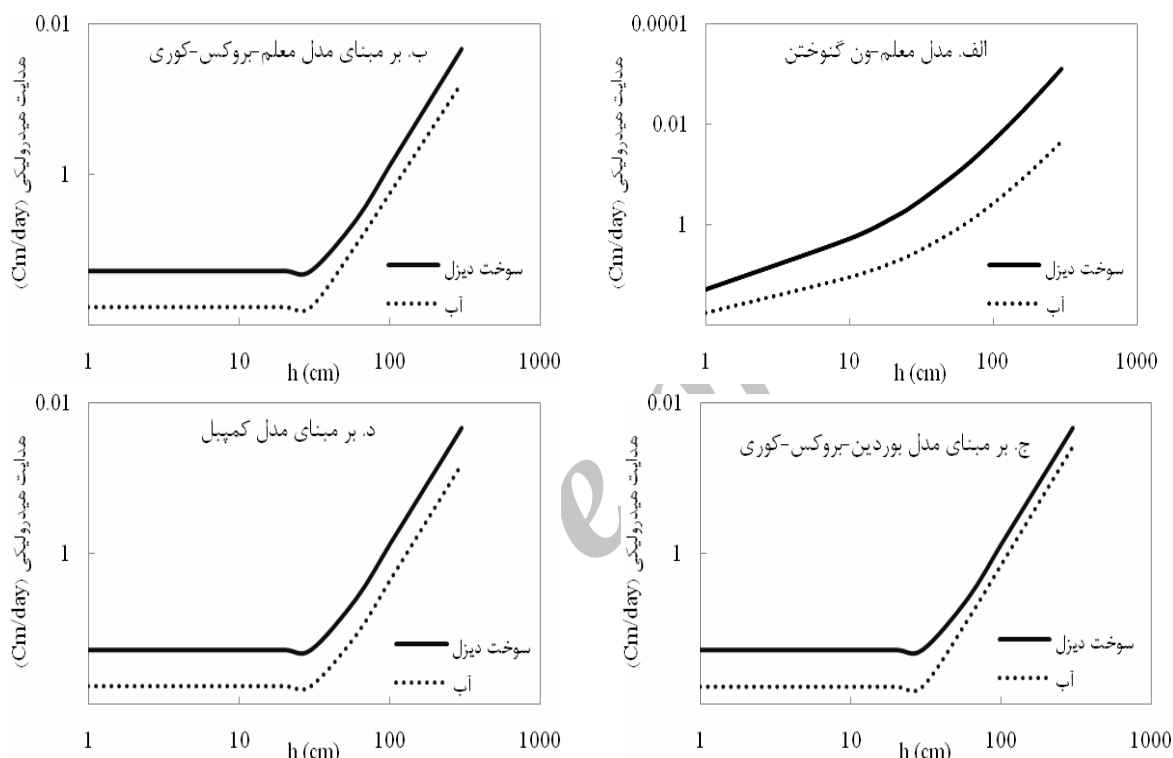 الف. مدل معلم-ون گنوختن
0.0001
0.01
1
هدایت هیدرولیکی (Cm/day)
سوخت دیزل
آب
1 10 100 1000
h (cm)
ب. بر مبنای مدل معلم-بروکس-کوری
0.01
1
هدایت هیدرولیکی (Cm/day)
سوخت دیزل
آب
1 10 100 1000
h (cm)
ج. بر مبنای مدل بوردین-بروکس-کوری
0.01
1
هدایت هیدرولیکی (Cm/day)
سوخت دیزل
آب
1 10 100 1000
h (cm)
د. بر مبنای مدل کمپبل
0.01
1
هدایت هیدرولیکی (Cm/day)
سوخت دیزل
آب
1 10 100 1000
h (cm)